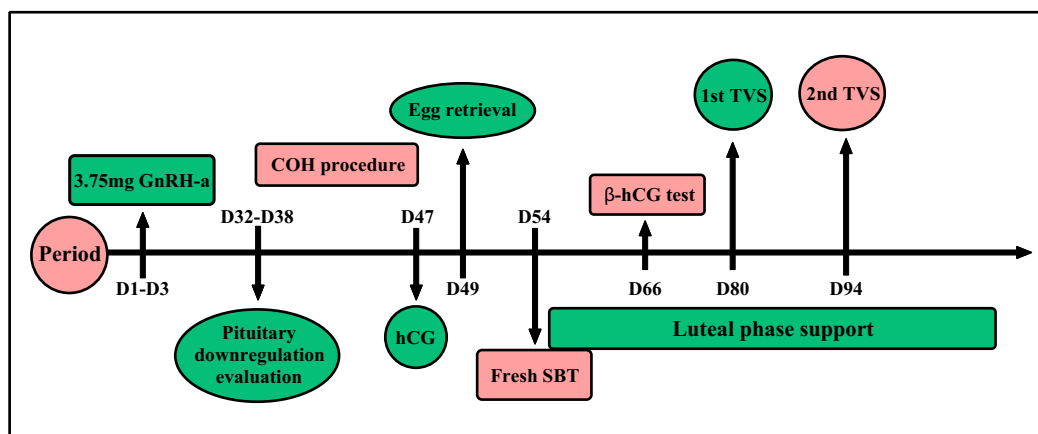 Egg retrieval
1st TVS
2nd TVS
COH procedure
3.75mg GnRH-a
β-hCG test
D32-D38
D47
D54
Period
D1-D3
D49
D66
D80
D94
Pituitary
downregulation
evaluation
hCG
Luteal phase support
Fresh SBT